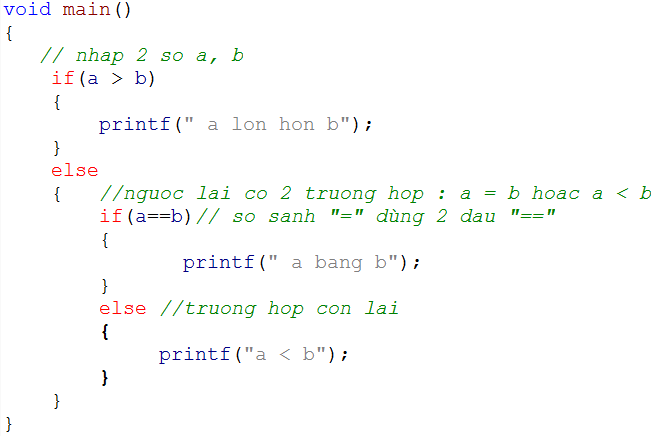 void main()
{
// nhap 2 so a, b
if(a > b)
{
printf(" a lon hon b");
}
else
{ //nguoc lai co 2 truong hop : a = b hoac a < b
if(a==b)// so sanh "=" dùng 2 dau "=="
{
printf(" a bang b");
}
else //truong hop con lai
{
printf("a < b");
}
}
}